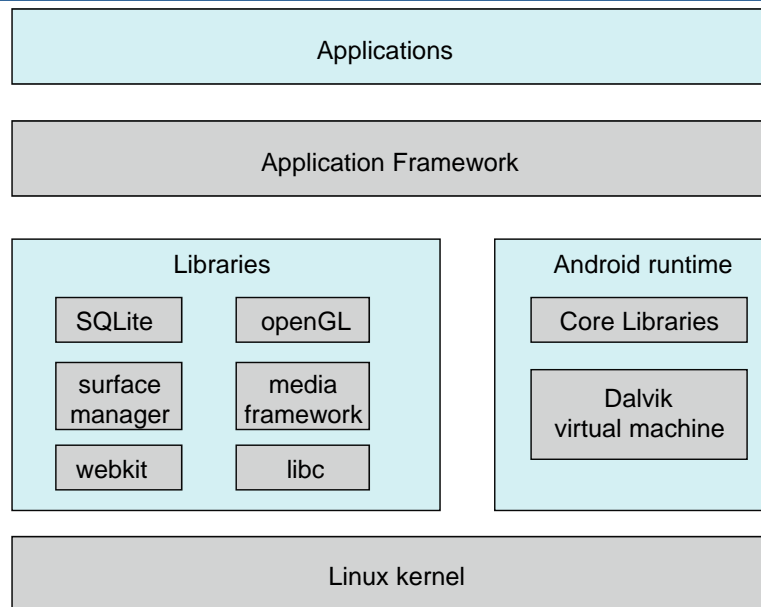 Applications
Application Framework
Libraries
SQLite
openGL
surface
manager
media
framework
webkit
libc
Android runtime
Core Libraries
Dalvik
virtual machine
Linux kernel